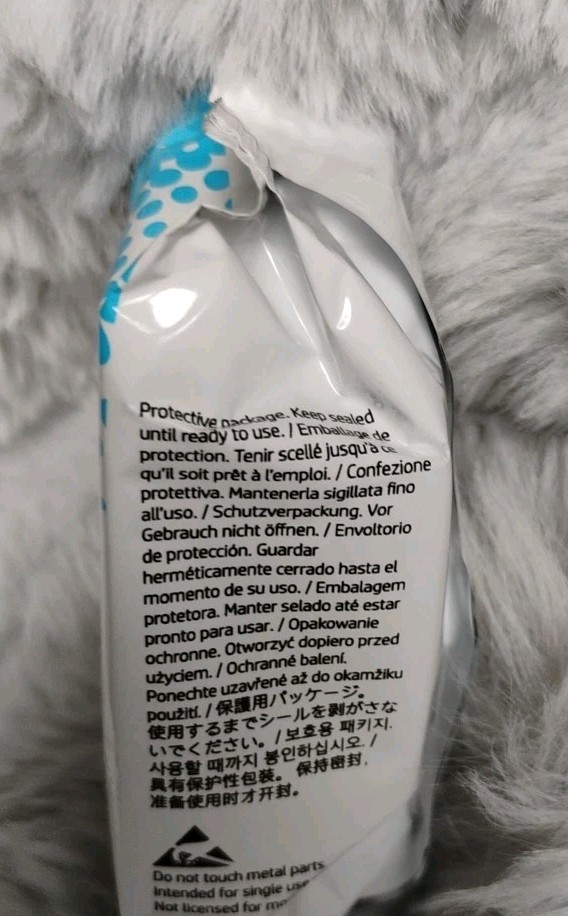 Protective package. Keep sealed
until ready to use. / Emballage de
protection. Tenir scellé jusqu'à ce
qu'il soit prêt à l'emploi. / Confezione
protettiva. Mantenerla sigillata fino
all'uso. / Schutzverpackung. Vor
Gebrauch nicht öffnen. / Envoltorio
de protección. Guardar
herméticamente cerrado hasta el
momento de su uso. / Embalagem
protetora. Manter selado até estar
pronto para usar. / Opakowanie
ochronne. Otworzyć dopiero przed
użyciem. / Ochranné balení.
Ponechte uzavřené až do okamžiku
použití. / 保護用パッケージ。
使用するまでシールを剥がさな
いでください。/ 보호용 패키지.
사용할 때까지 봉인하십시오. /
具有保护性包装。 保持密封,
准备使用时才开封。
Do not touch metal parts
Intended for single use
Not licensed for